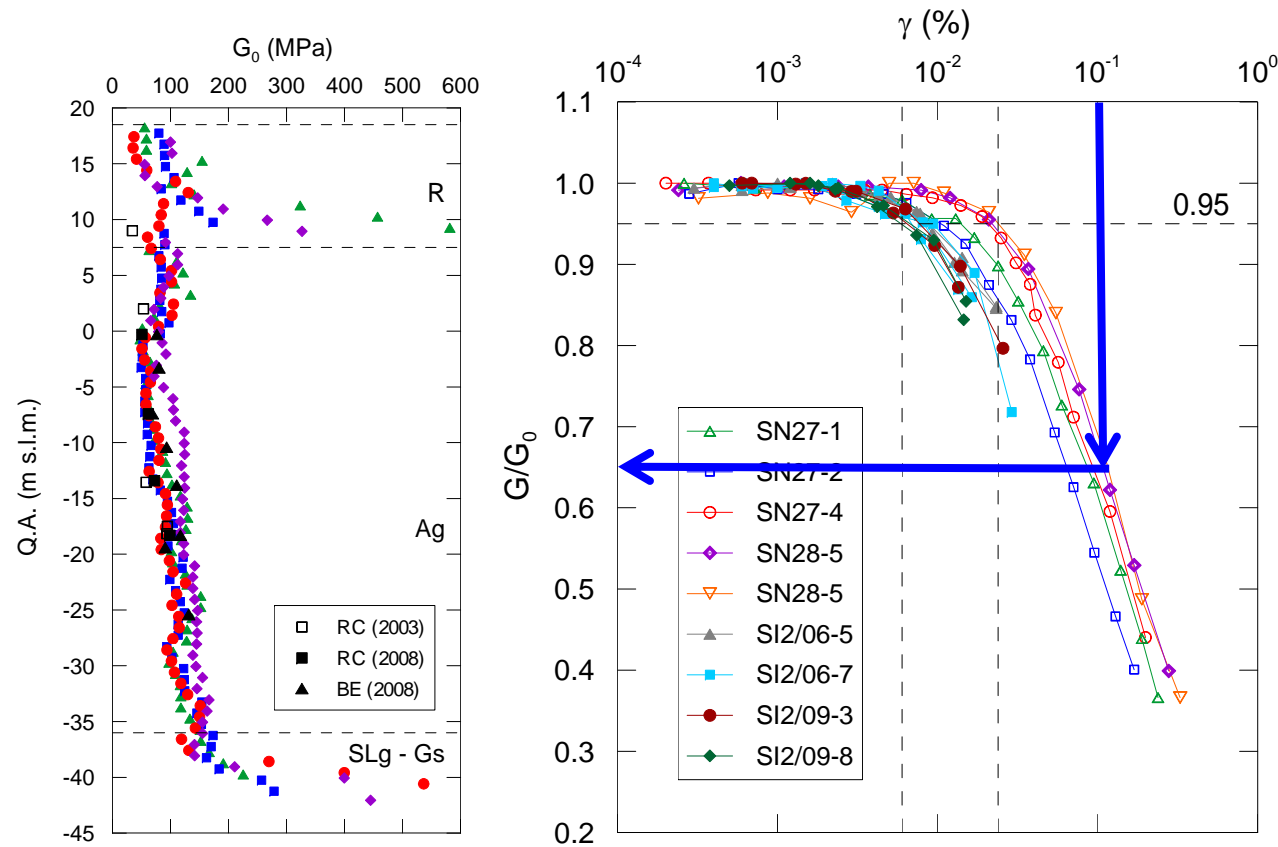 G0 (MPa)
0 100 200 300 400 500 600
20
15
10
5
0
-5
-10
-15
-20
-25
-30
-35
-40
-45
Q.A. (m s.l.m.)
R
Ag
SLg - Gs
RC (2003)
RC (2008)
BE (2008)
γ (%)
10-4 10-3 10-2 10-1 100
1.1
1.0
0.9
0.8
0.7
0.6
0.5
0.4
0.3
0.2
G/G0
0.95
SN27-1
SN27-2
SN27-4
SN28-5
SN28-5
SI2/06-5
SI2/06-7
SI2/09-3
SI2/09-8